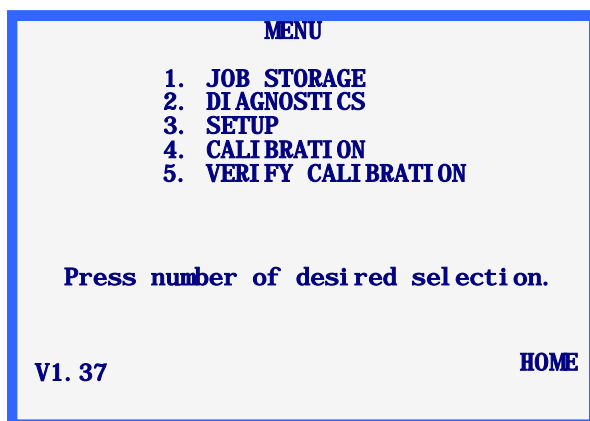 MENU
1. JOB STORAGE
2. DIAGNOSTICS
3. SETUP
4. CALIBRATION
5. VERIFY CALIBRATION
Press number of desired selection.
HOME
V1.37